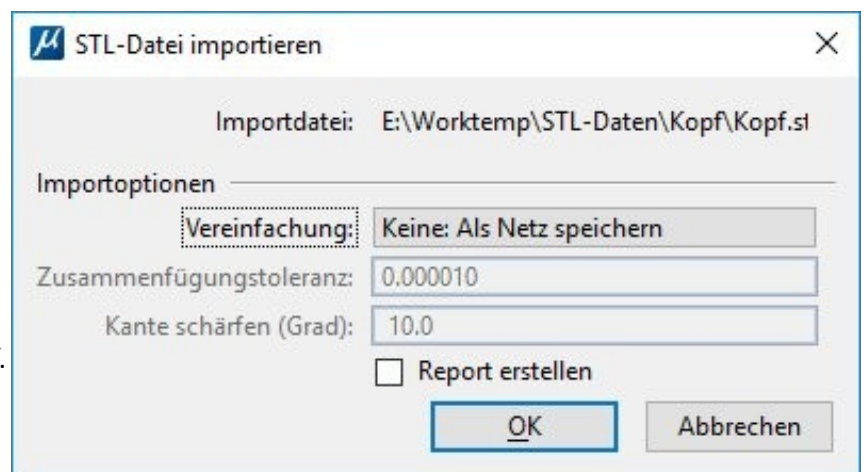 STL-Datei importieren
Importdatei: E:\Worktemp\STL-Daten\Kopf\Kopf.st
Importoptionen
Vereinfachung: Keine: Als Netz speichern
Zusammenfügungstoleranz: 0.000010
Kante schärfen (Grad): 10.0
Report erstellen
OK Abbrechen